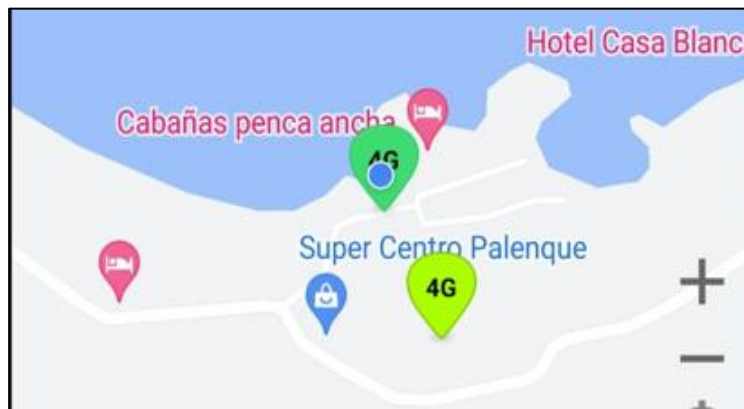 Hotel Casa Blanc
Cabañas penca ancha
4G
Super Centro Palenque
4G